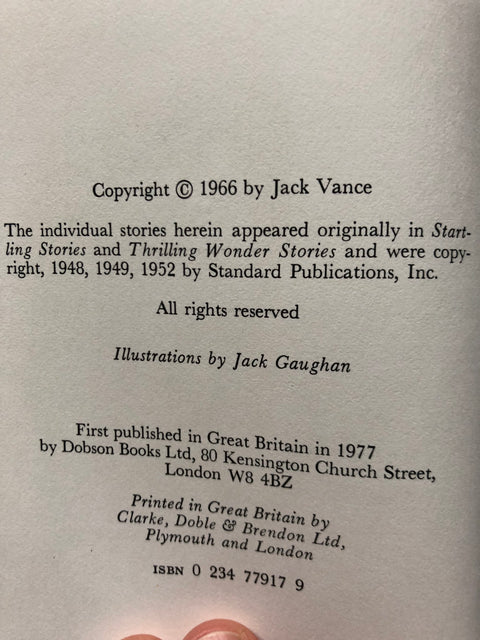 Copyright © 1966 by Jack Vance
The individual stories herein appeared originally in Start-
ling Stories and Thrilling Wonder Stories and were copy-
right, 1948, 1949, 1952 by Standard Publications, Inc.
All rights reserved
Illustrations by Jack Gaughan
First published in Great Britain in 1977
by Dobson Books Ltd, 80 Kensington Church Street,
London W8 4BZ
Printed in Great Britain by
Clarke, Doble & Brendon Ltd,
Plymouth and London
ISBN 0 234 77917 9